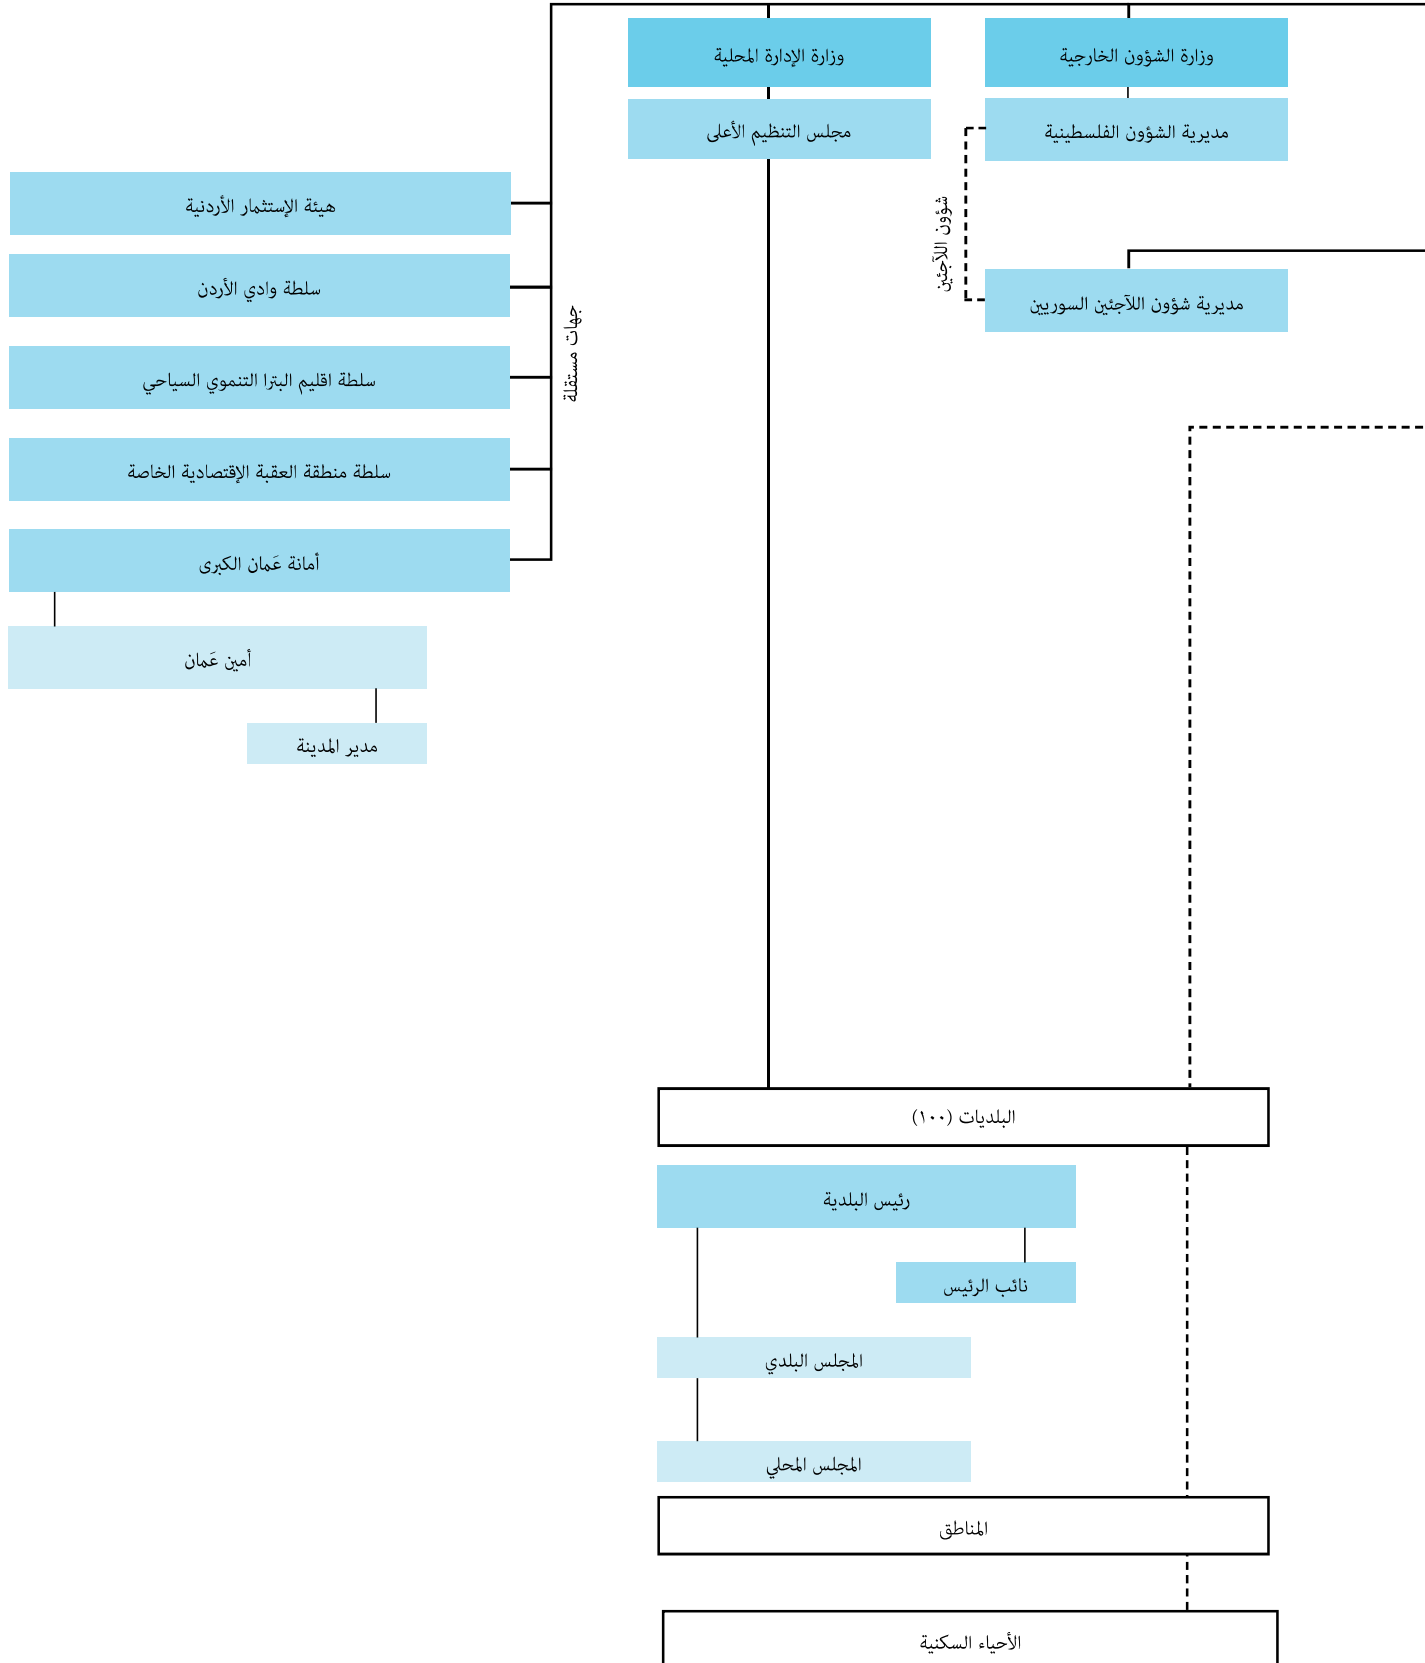 وزارة الشؤون الخارجية
وزارة الإدارة المحلية
مديرية الشؤون الفلسطينية
مجلس التنظيم الأعلى
شؤون اللآجئين
مديرية شؤون اللآجئين السوريين
جهات مستقلة
هيئة الإستثمار الأردنية
سلطة وادي الأردن
سلطة اقليم البترا التنموي السياحي
سلطة منطقة العقبة الإقتصادية الخاصة
أمانة عَمان الكبرى
أمين عَمان
مدير المدينة
البلديات (١٠٠)
رئيس البلدية
نائب الرئيس
المجلس البلدي
المجلس المحلي
المناطق
الأحياء السكنية